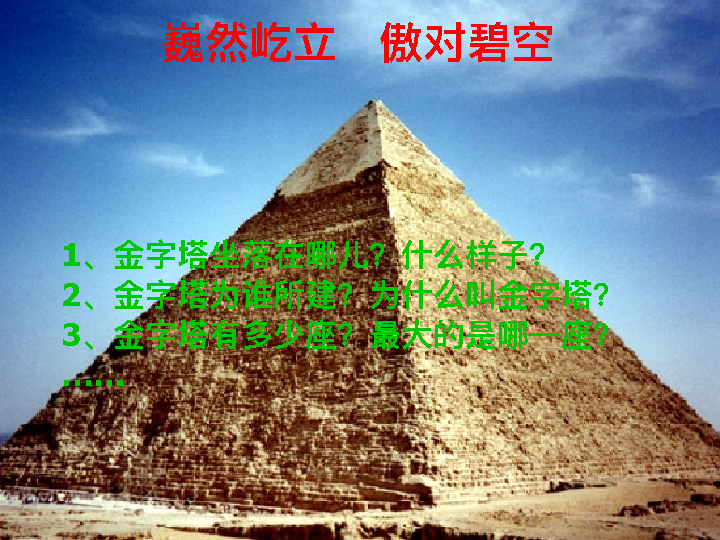 巍然屹立 傲对碧空
1、金字塔坐落在哪儿？什么样子？
2、金字塔为谁所建？为什么叫金字塔？
3、金字塔有多少座？最大的是哪一座？
……